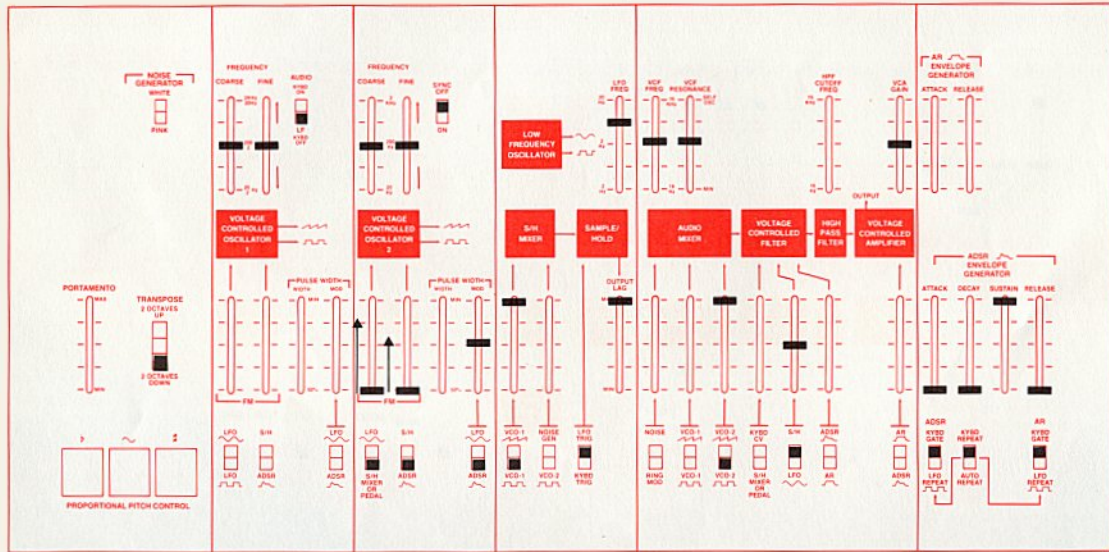 NOISE
GENERATOR
WHITE
PINK
PORTAMENTO
MAX
MIN
TRANSPOSE
2 OCTAVES
UP
2 OCTAVES
DOWN
PROPORTIONAL PITCH CONTROL
FREQUENCY
COARSE FINE
AUDIO
KYBD
ON
LF
KYBD
OFF
VOLTAGE
CONTROLLED
OSCILLATOR
1
PULSE WIDTH
WIDTH MOD
MIN
FM
LFO
S/H
LFO
LFO
ADSR
ADSR
FREQUENCY
COARSE FINE
SYNC
OFF
ON
VOLTAGE
CONTROLLED
OSCILLATOR
2
PULSE WIDTH
WIDTH MOD
MIN
FM
LFO
S/H
LFO
S/H
MIXER
OR
PEDAL
ADSR
ADSR
LOW
FREQUENCY
OSCILLATOR
LFO
FREQ
S/H
MIXER
SAMPLE/
HOLD
OUTPUT
LAG
MIN
VCO-1
NOISE
GEN
LFO
TRIG
VCO-1
VCO-2
KYBD
TRIG
VCF
FREQ
VCF
RESONANCE
SELF
OSC
MIN
HPF
CUTOFF
FREQ
VCA
GAIN
OUTPUT
AUDIO
MIXER
VOLTAGE
CONTROLLED
FILTER
HIGH
PASS
FILTER
VOLTAGE
CONTROLLED
AMPLIFIER
NOISE
VCO-1
VCO-2
KYBD
CV
S/H
ADSR
AR
RING
MOD
VCO-1
VCO-2
S/H
MIXER
OR
PEDAL
LFO
AR
ADSR
AR
ENVELOPE
GENERATOR
ATTACK RELEASE
ADSR
ENVELOPE
GENERATOR
ATTACK DECAY SUSTAIN RELEASE
ADSR
KYBD
GATE
KYBD
REPEAT
AR
KYBD
GATE
LFO
REPEAT
AUTO
REPEAT
LFO
REPEAT